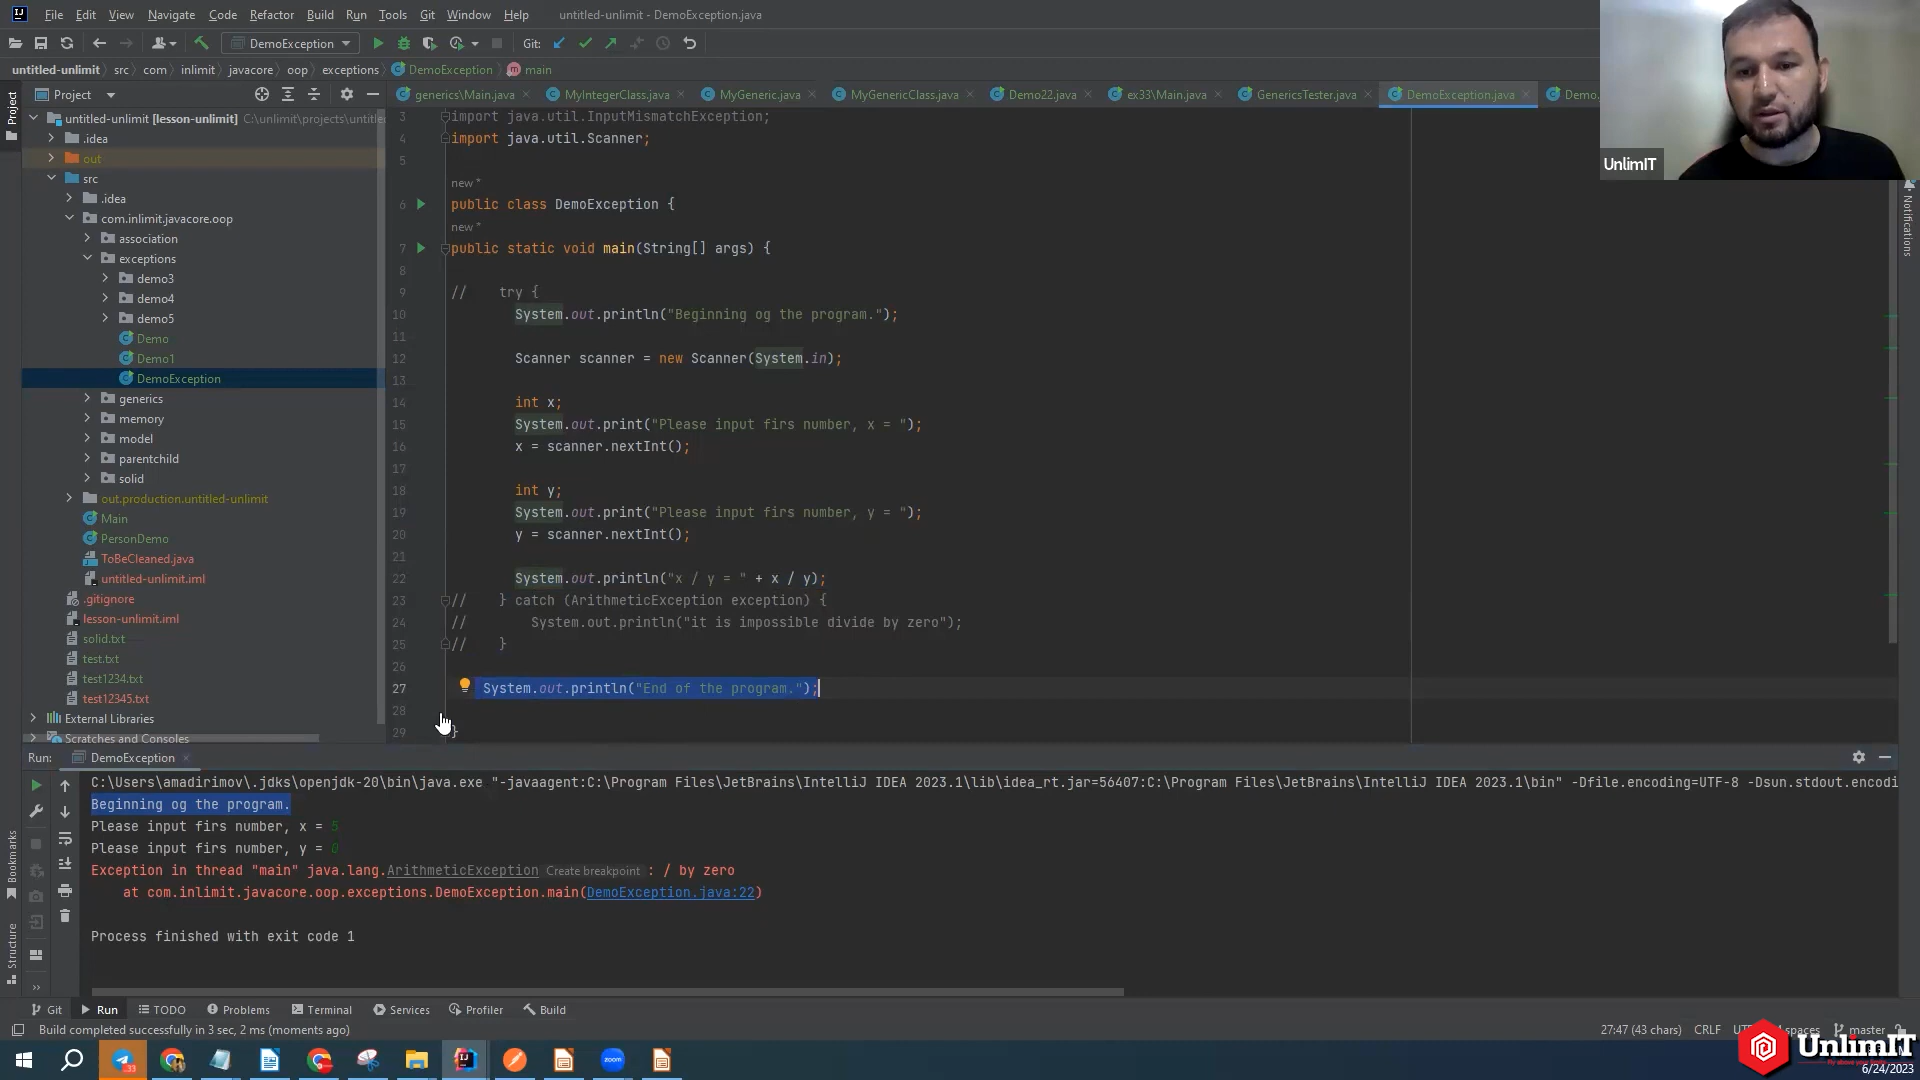 File Edit View Navigate Code Refactor Build Run Tools Git Window Help untitled-unlimit - DemoException.java
DemoException Git:
untitled-unlimit src com inlimit javacore oop exceptions DemoException main
Project generics\Main.java MyIntegerClass.java MyGeneric.java MyGenericClass.java Demo22.java ex33\Main.java GenericsTester.java DemoException.java Demo.
Project
untitled-unlimit [lesson-unlimit] C:\unlimit\projects\untitle
.idea
out
src
.idea
com.inlimit.javacore.oop
association
exceptions
demo3
demo4
demo5
Demo
Demo1
DemoException
generics
memory
model
parentchild
solid
out.production.untitled-unlimit
Main
PersonDemo
ToBeCleaned.java
untitled-unlimit.iml
.gitignore
lesson-unlimit.iml
solid.txt
test.txt
test1234.txt
test12345.txt
External Libraries
Scratches and Consoles
3 import java.util.InputMismatchException;
4 import java.util.Scanner;
5
new *
6 public class DemoException {
new *
7 public static void main(String[] args) {
8
9 // try {
10 System.out.println("Beginning og the program.");
11
12 Scanner scanner = new Scanner(System.in);
13
14 int x;
15 System.out.print("Please input firs number, x = ");
16 x = scanner.nextInt();
17
18 int y;
19 System.out.print("Please input firs number, y = ");
20 y = scanner.nextInt();
21
22 System.out.println("x / y = " + x / y);
23 // } catch (ArithmeticException exception) {
24 // System.out.println("it is impossible divide by zero");
25 // }
26
27 System.out.println("End of the program.");
28
29 }
UnlimIT
Notifications
Run: DemoException
C:\Users\amadirimov\.jdks\openjdk-20\bin\java.exe "-javaagent:C:\Program Files\JetBrains\IntelliJ IDEA 2023.1\lib\idea_rt.jar=56407:C:\Program Files\JetBrains\IntelliJ IDEA 2023.1\bin" -Dfile.encoding=UTF-8 -Dsun.stdout.encodi
Beginning og the program.
Please input firs number, x = 5
Please input firs number, y = 0
Exception in thread "main" java.lang.ArithmeticException Create breakpoint : / by zero
at com.inlimit.javacore.oop.exceptions.DemoException.main(DemoException.java:22)
Process finished with exit code 1
Bookmarks
Structure
Git Run TODO Problems Terminal Services Profiler Build
Build completed successfully in 3 sec, 2 ms (moments ago) 27:47 (43 chars) CRLF spaces master
UnlimIT
6/24/2023